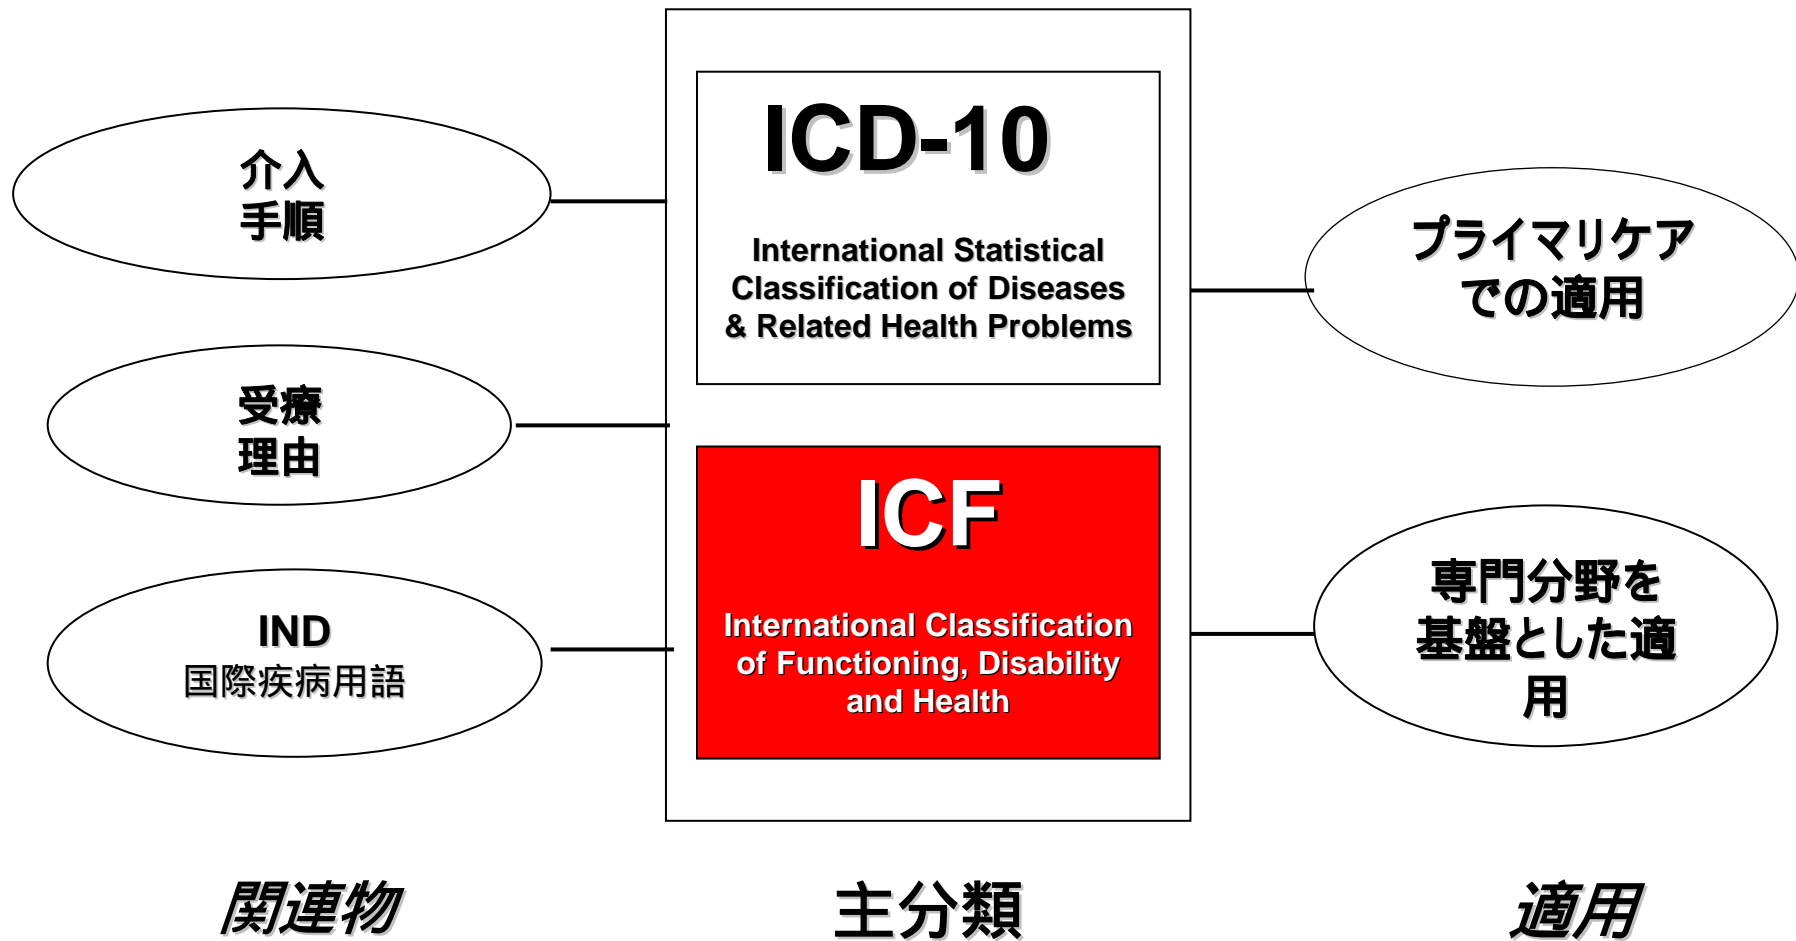 介入
手順
受療
理由
IND
国際疾病用語
ICD-10
International Statistical
Classification of Diseases
& Related Health Problems
ICF
International Classification
of Functioning, Disability
and Health
プライマリケア
での適用
専門分野を
基盤とした適
用
関連物
主分類
適用